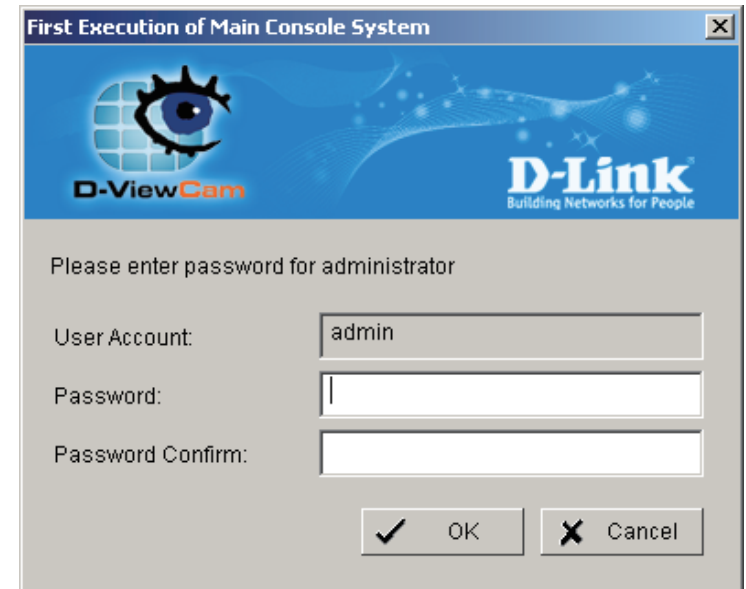 First Execution of Main Console System
D-ViewCam
D-Link
Building Networks for People
Please enter password for administrator
User Account:
admin
Password:
Password Confirm:
OK
Cancel